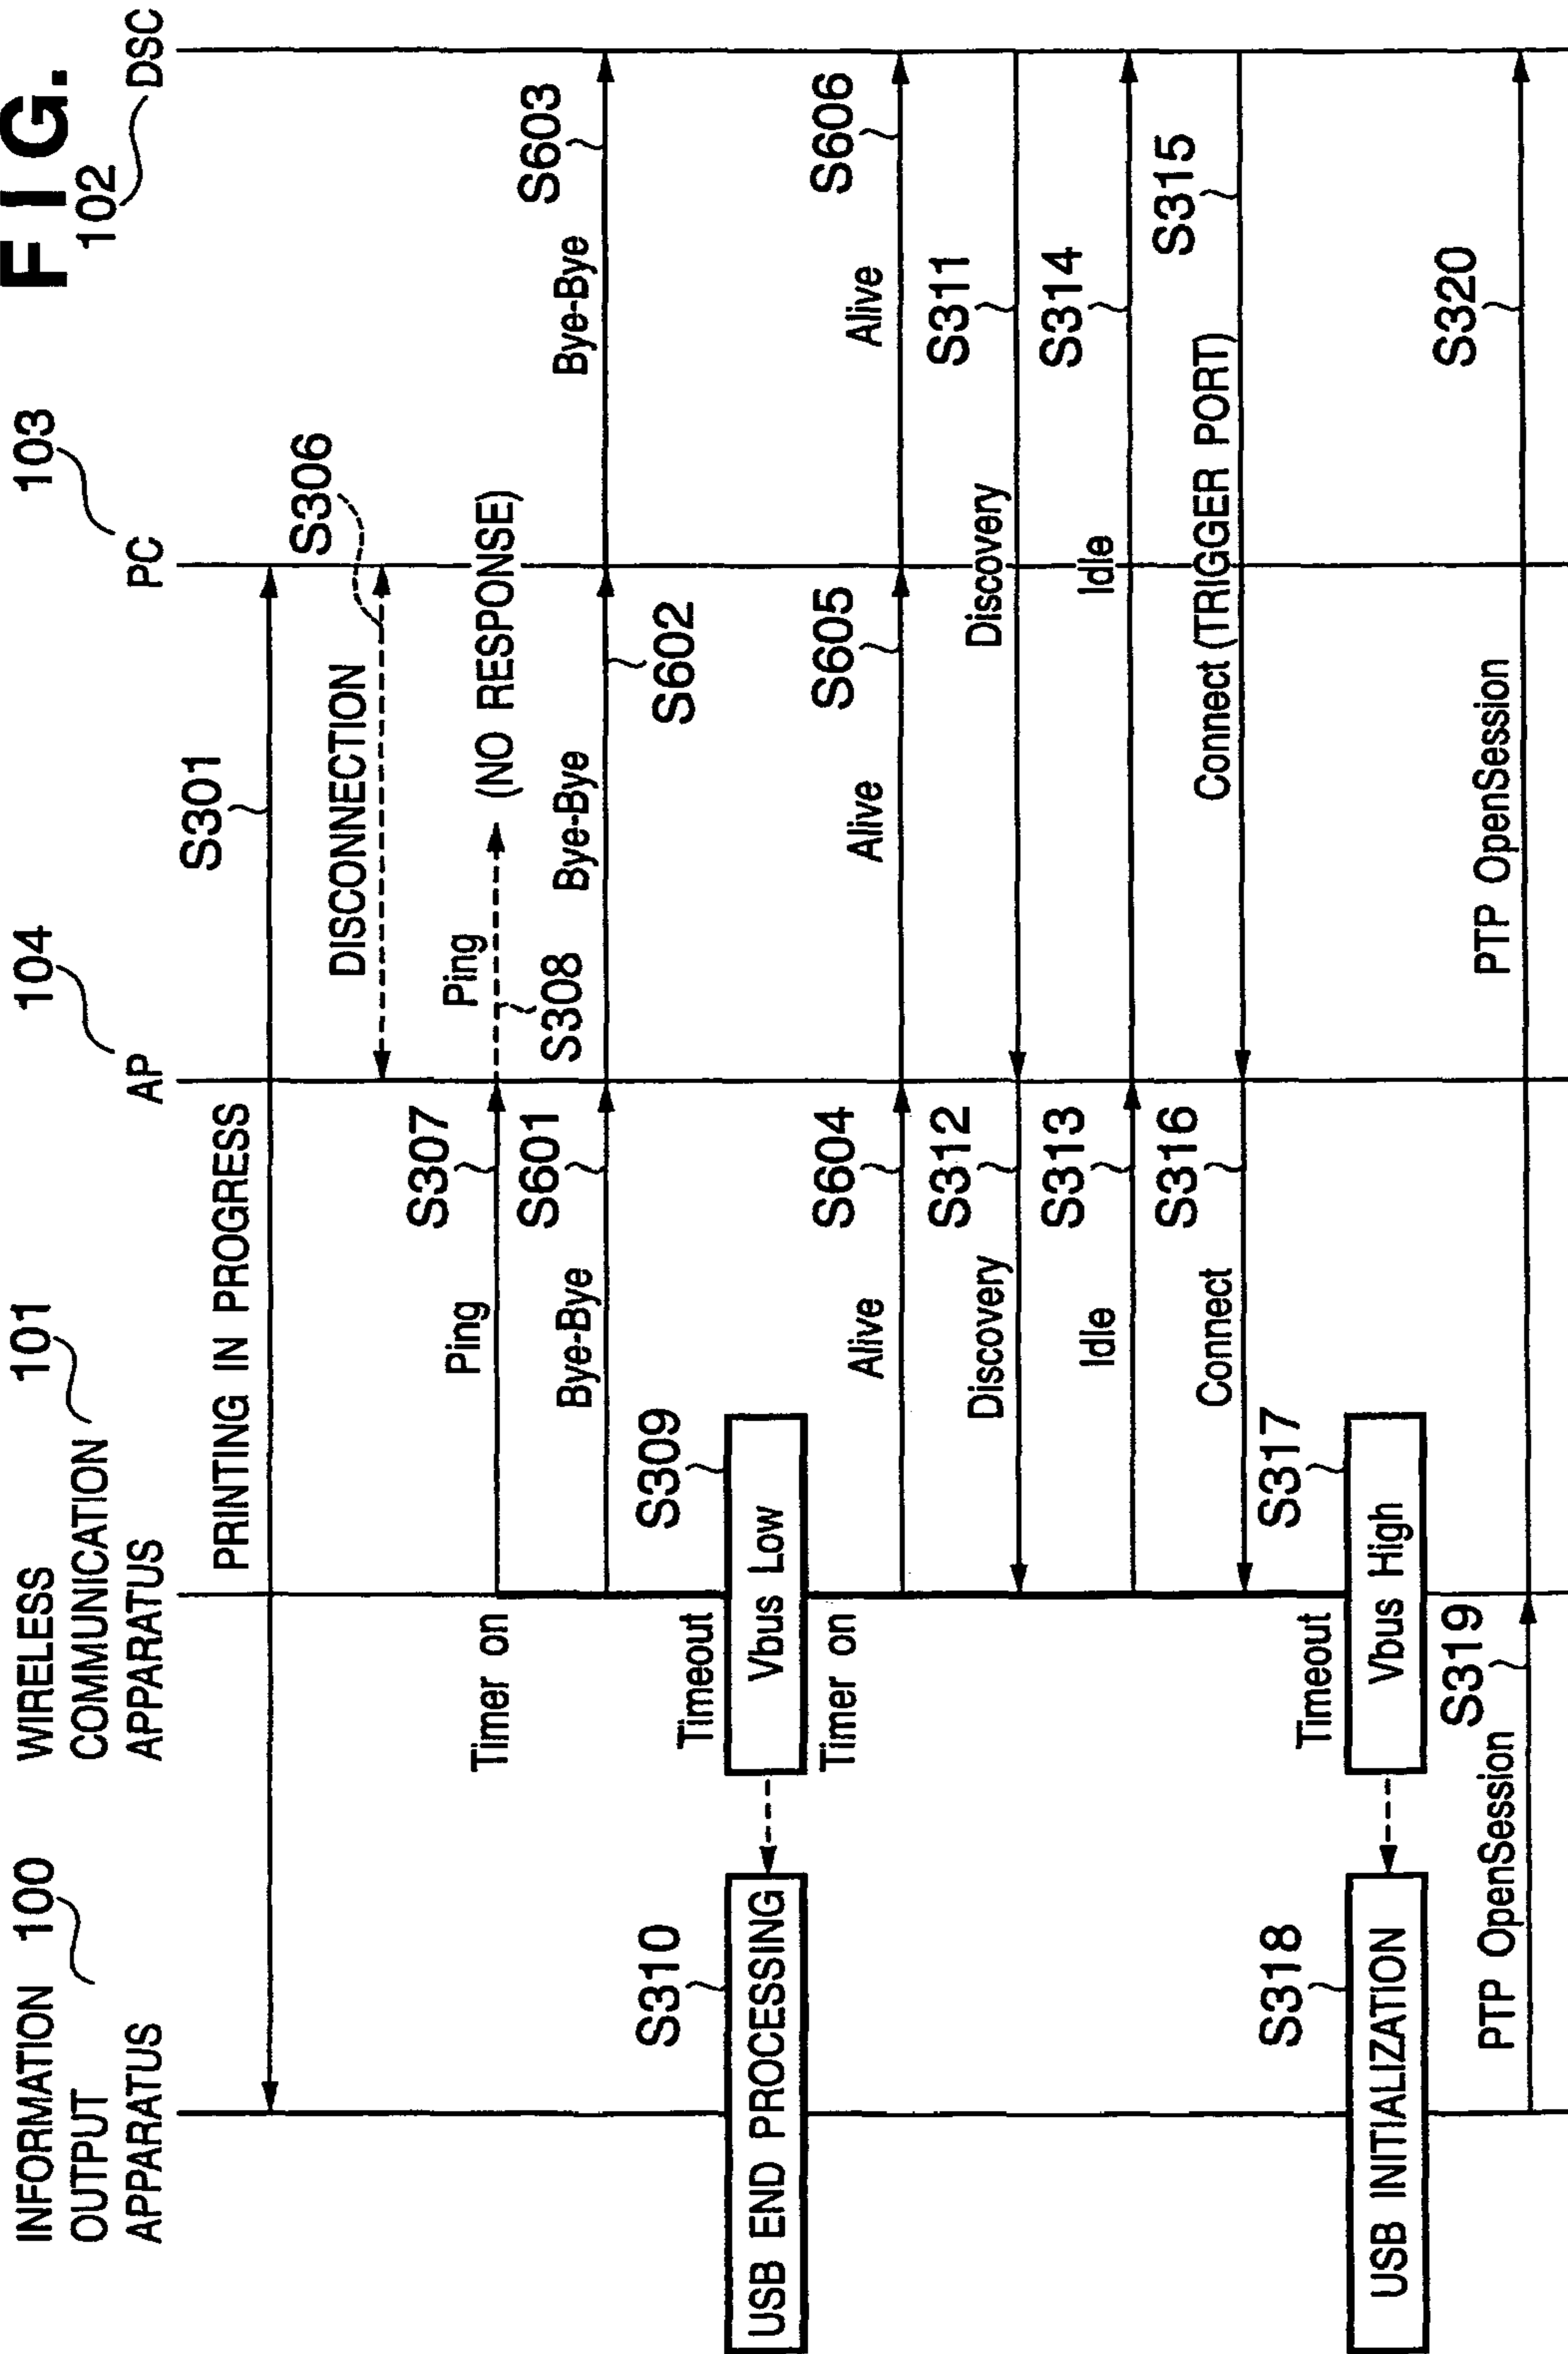 FIG.
INFORMATION 100
OUTPUT
APPARATUS
WIRELESS 101
COMMUNICATION
APPARATUS
104
AP
103
PC
102
DSC
PRINTING IN PROGRESS
S301
DISCONNECTION
S306
Timer on
Ping
S307
Ping
S308
(NO RESPONSE)
Bye-Bye
S601
Bye-Bye
S602
Bye-Bye
S603
Timeout
S309
Vbus Low
S310
USB END PROCESSING
Timer on
Alive
S604
Alive
S605
Alive
S606
Discovery
S312
Discovery
S311
Idle
S313
Idle
S314
Connect
S316
Connect (TRIGGER PORT)
S315
Timeout
S317
Vbus High
S318
USB INITIALIZATION
PTP OpenSession
S319
PTP OpenSession
S320